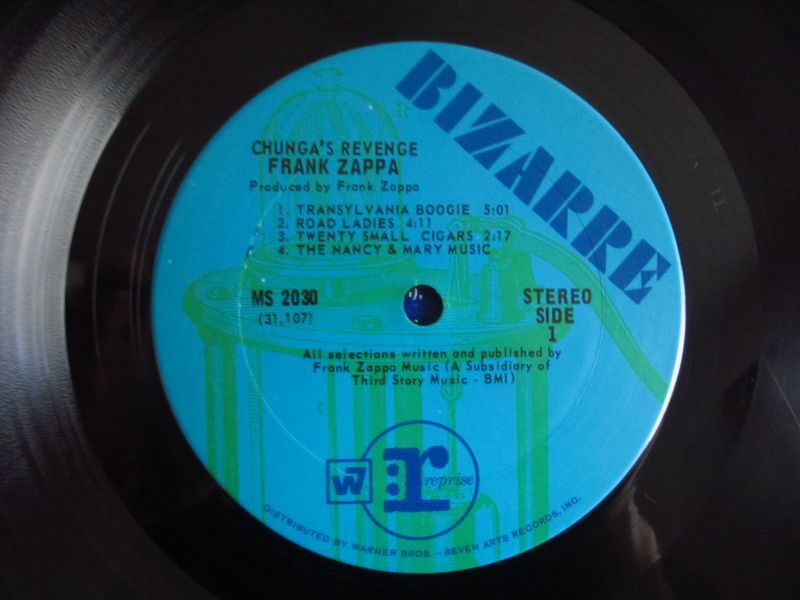 BIZARRE
CHUNGA'S REVENGE
FRANK ZAPPA
Produced by Frank Zappa
1. TRANSYLVANIA BOOGIE 5:01
2. ROAD LADIES 4:11
3. TWENTY SMALL CIGARS 2:17
4. THE NANCY & MARY MUSIC
MS 2030
(31,107)
STEREO
SIDE
1
All selections written and published by
Frank Zappa Music (A Subsidiary of
Third Story Music - BMI)
W7
r
reprise
DISTRIBUTED BY WARNER BROS. – SEVEN ARTS RECORDS, INC.